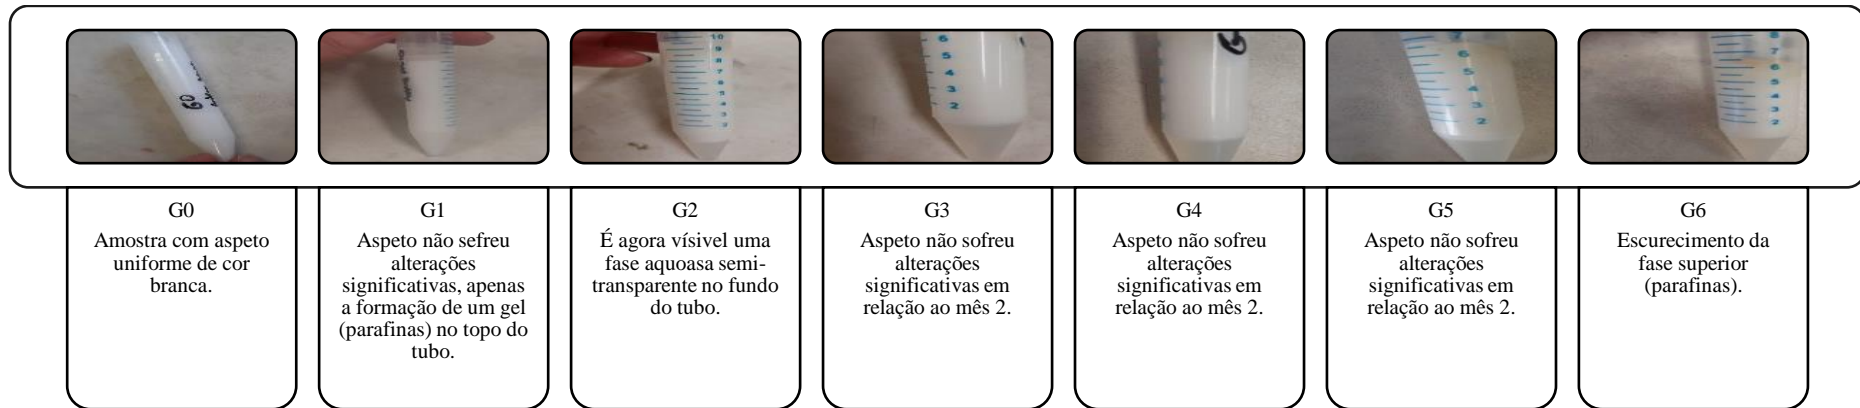 G0
Amostra com aspeto
uniforme de cor
branca.
G1
Aspeto não sefreu
alterações
significativas, apenas
a formação de um gel
(parafinas) no topo do
tubo.
G2
É agora vísivel uma
fase aquoasa semi-
transparente no fundo
do tubo.
G3
Aspeto não sofreu
alterações
significativas em
relação ao mês 2.
G4
Aspeto não sofreu
alterações
significativas em
relação ao mês 2.
G5
Aspeto não sofreu
alterações
significativas em
relação ao mês 2.
G6
Escurecimento da
fase superior
(parafinas).